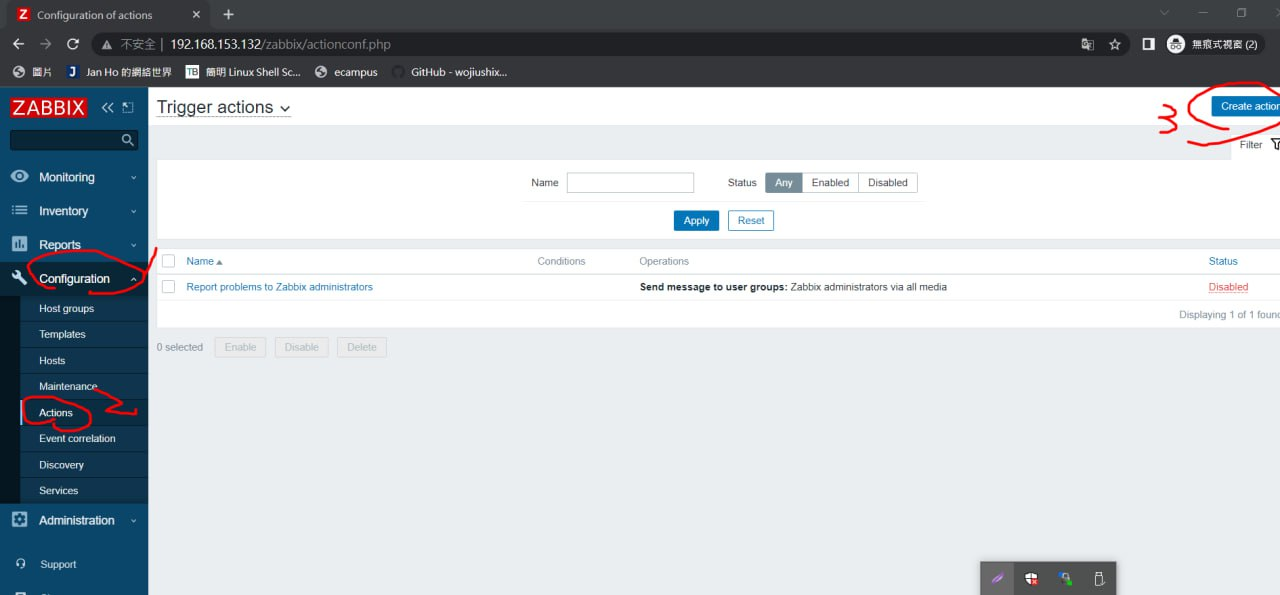 Z Configuration of actions
不安全 192.168.153.132/zabbix/actionconf.php 無痕式視窗 (2)
圖片 J Jan Ho 的網絡世界 TB 簡明 Linux Shell Sc... ecampus GitHub - wojiushix...
ZABBIX
Trigger actions
3
Create action
Filter
Name
Status Any Enabled Disabled
Apply Reset
Monitoring
Inventory
Reports
Configuration
1
Host groups
Templates
Hosts
Maintenance
Actions
2
Event correlation
Discovery
Services
Administration
Support
Name Conditions Operations Status
Report problems to Zabbix administrators Send message to user groups: Zabbix administrators via all media Disabled
Displaying 1 of 1 found
0 selected Enable Disable Delete